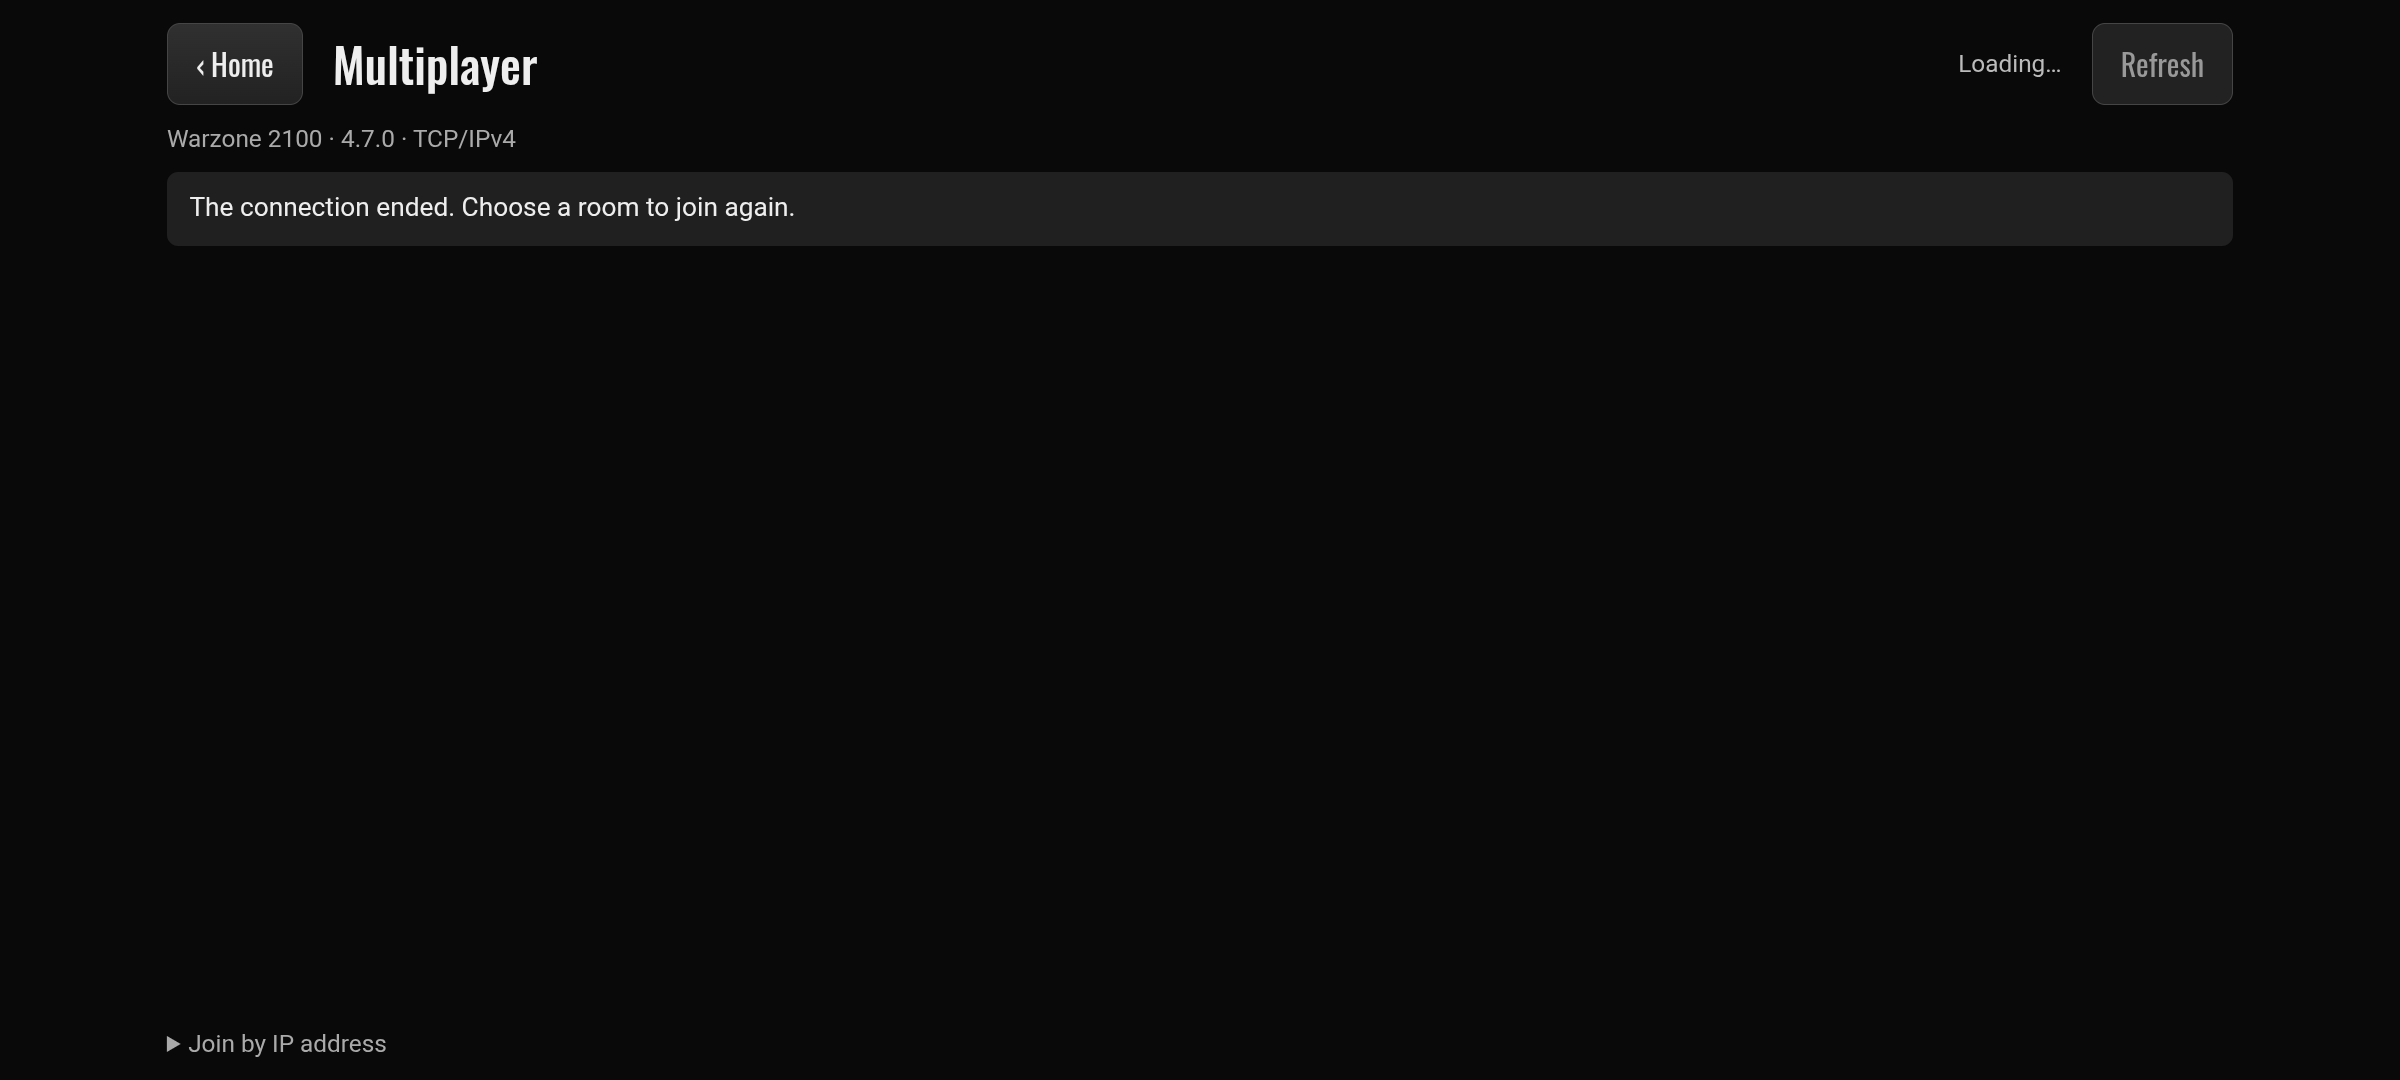 ‹ Home
Multiplayer
Loading…
Refresh
Warzone 2100 · 4.7.0 · TCP/IPv4
The connection ended. Choose a room to join again.
Join by IP address